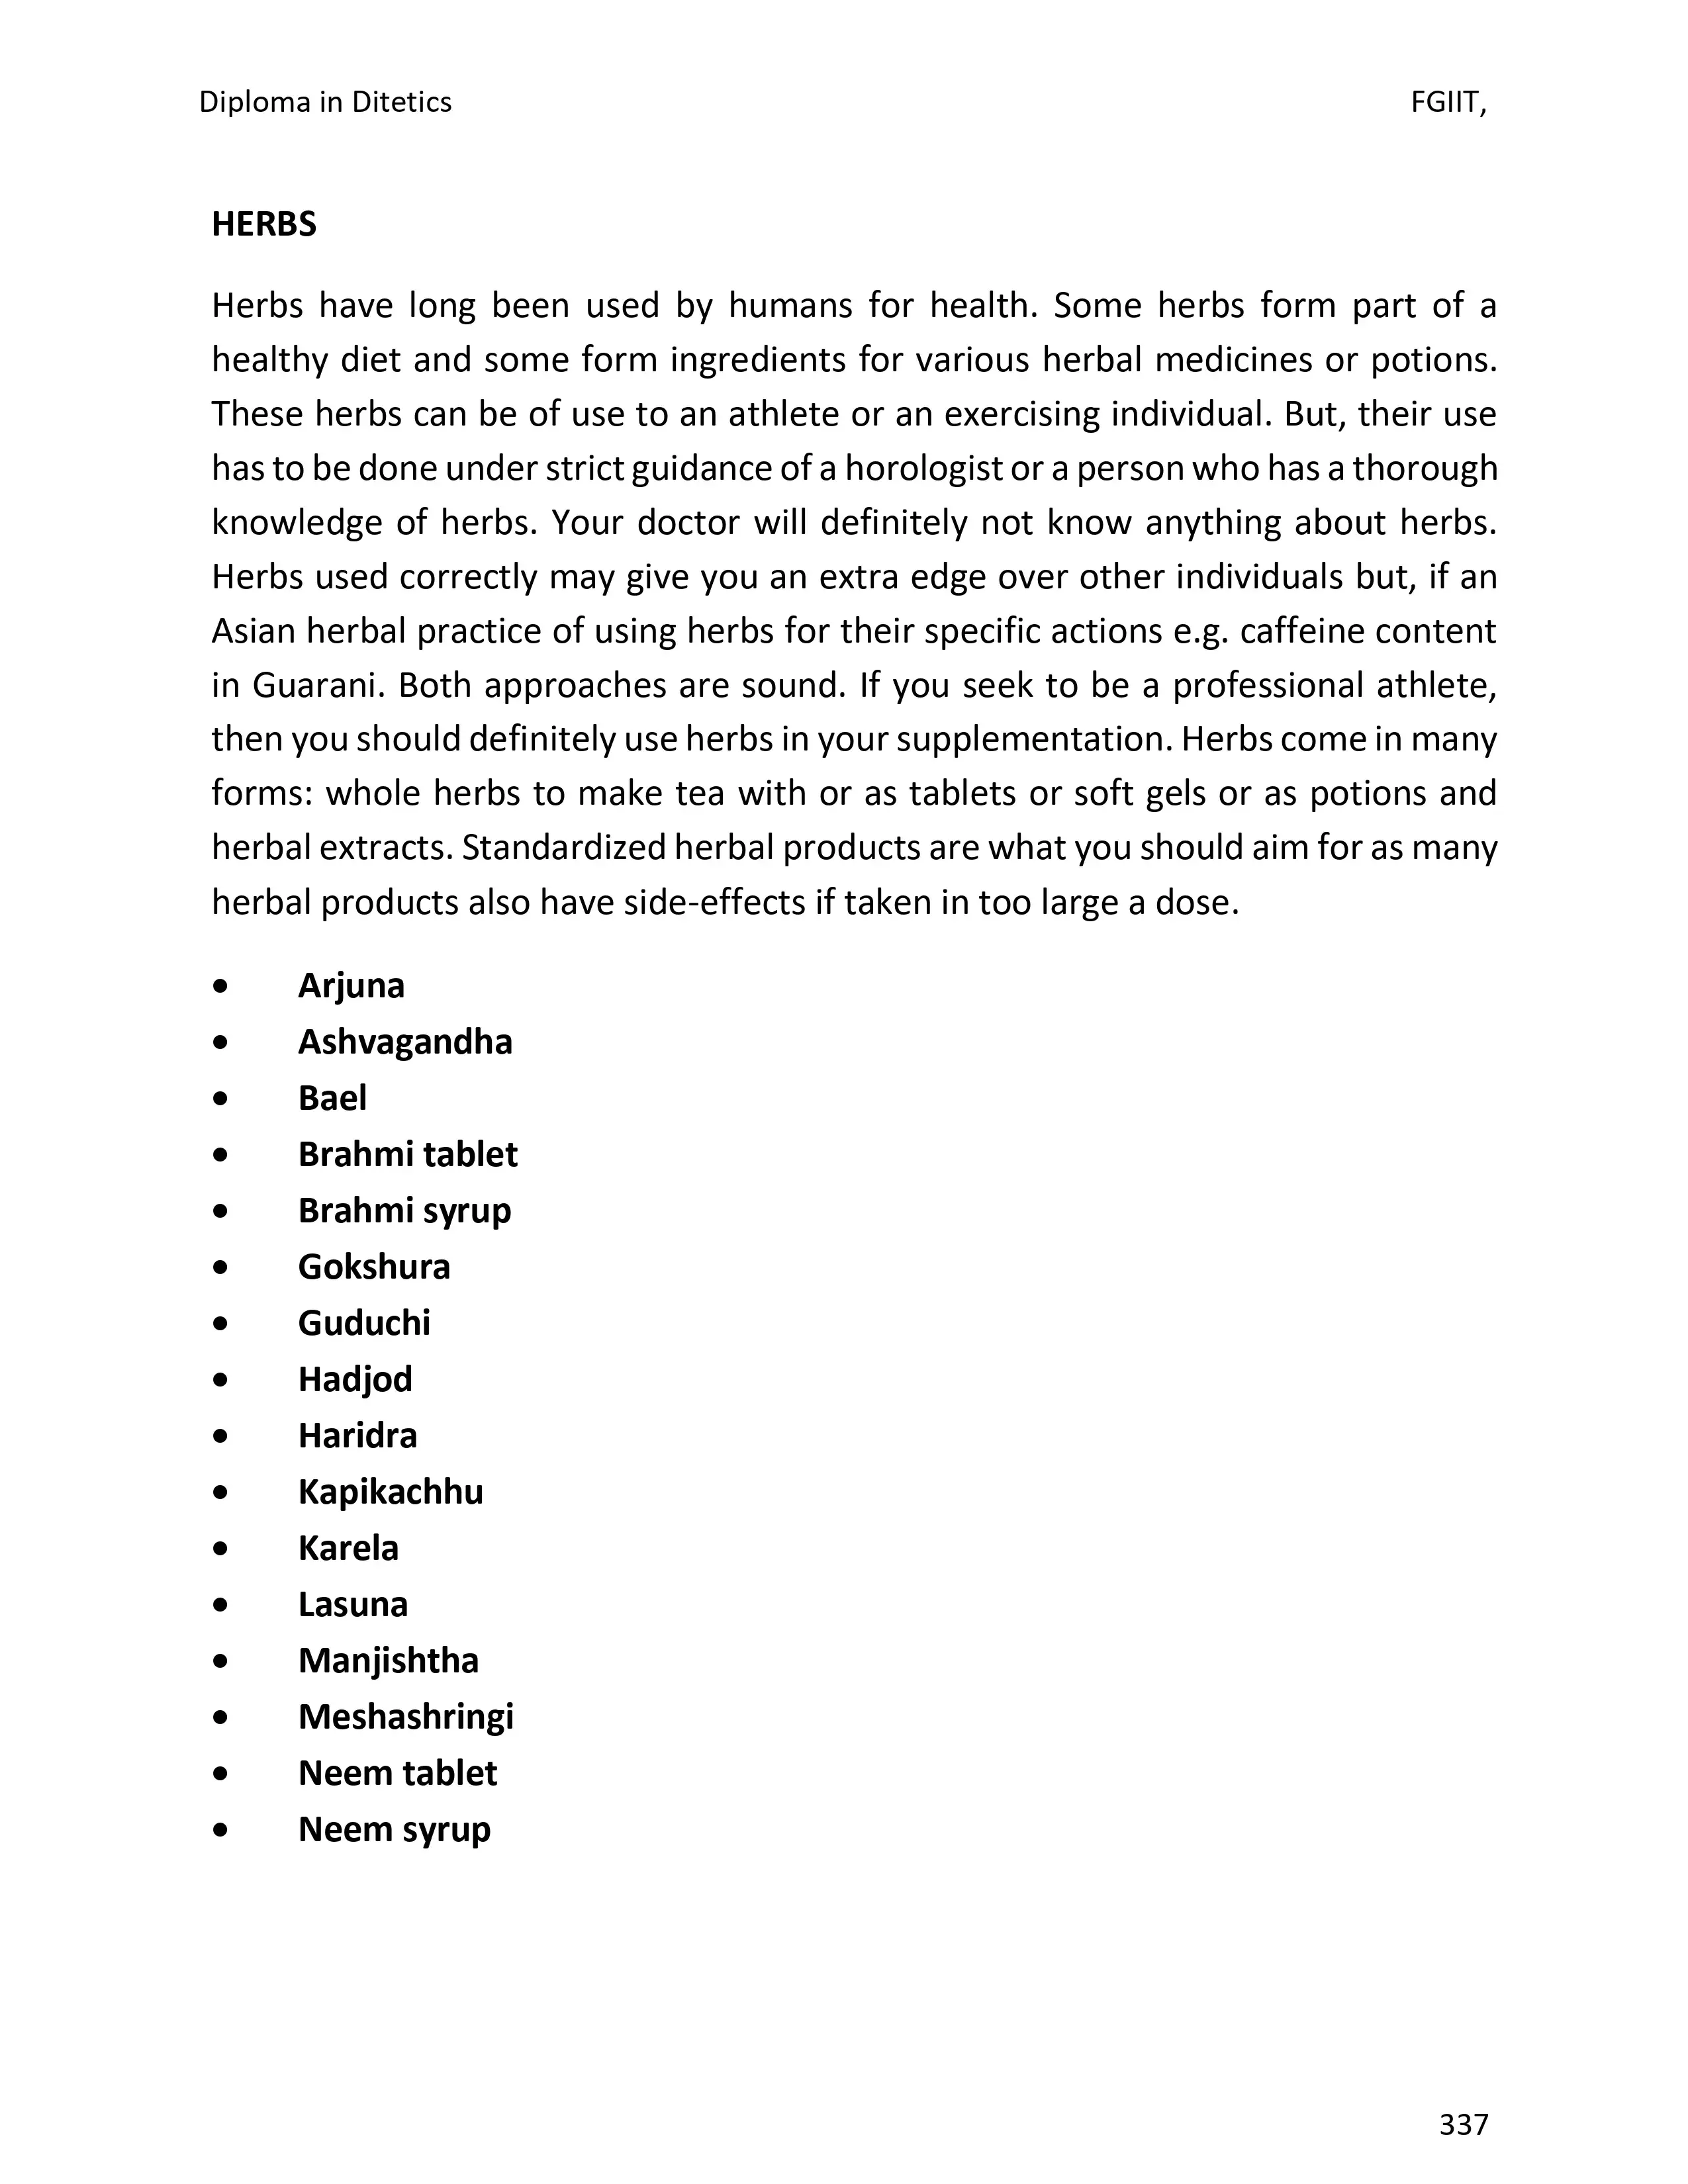 Diploma in Ditetics FGIIT,
HERBS
Herbs have long been used by humans for health. Some herbs form part of a
healthy diet and some form ingredients for various herbal medicines or potions.
These herbs can be of use to an athlete or an exercising individual. But, their use
has to be done under strict guidance of a horologist or a person who has a thorough
knowledge of herbs. Your doctor will definitely not know anything about herbs.
Herbs used correctly may give you an extra edge over other individuals but, if an
Asian herbal practice of using herbs for their specific actions e.g. caffeine content
in Guarani. Both approaches are sound. If you seek to be a professional athlete,
then you should definitely use herbs in your supplementation. Herbs come in many
forms: whole herbs to make tea with or as tablets or soft gels or as potions and
herbal extracts. Standardized herbal products are what you should aim for as many
herbal products also have side-effects if taken in too large a dose.
• Arjuna
• Ashvagandha
• Bael
• Brahmi tablet
• Brahmi syrup
• Gokshura
• Guduchi
• Hadjod
• Haridra
• Kapikachhu
• Karela
• Lasuna
• Manjishtha
• Meshashringi
• Neem tablet
• Neem syrup
337